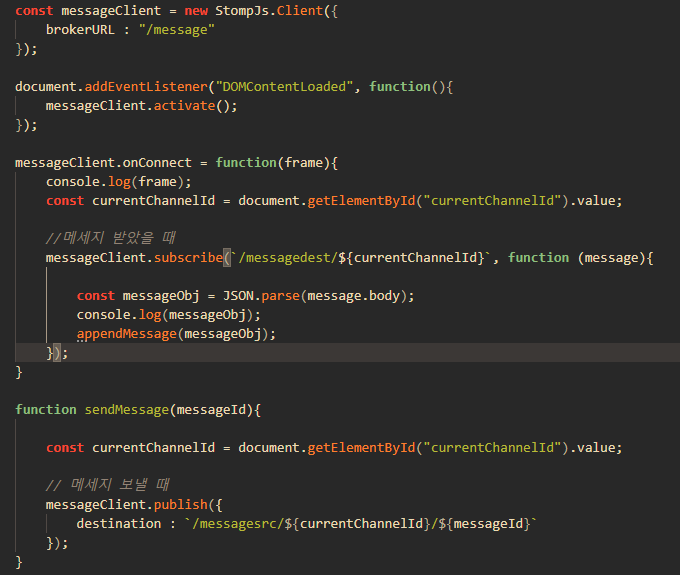 const messageClient = new StompJs.Client({
    brokerURL : "/message"
});

document.addEventListener("DOMContentLoaded", function(){
    messageClient.activate();
});

messageClient.onConnect = function(frame){
    console.log(frame);
    const currentChannelId = document.getElementById("currentChannelId").value;

    //메세지 받았을 때
    messageClient.subscribe(`/messagedest/${currentChannelId}`, function (message){

        const messageObj = JSON.parse(message.body);
        console.log(messageObj);
        appendMessage(messageObj);
    });
}

function sendMessage(messageId){

    const currentChannelId = document.getElementById("currentChannelId").value;

    // 메세지 보낼 때
    messageClient.publish({
        destination : `/messagesrc/${currentChannelId}/${messageId}`
    });
}